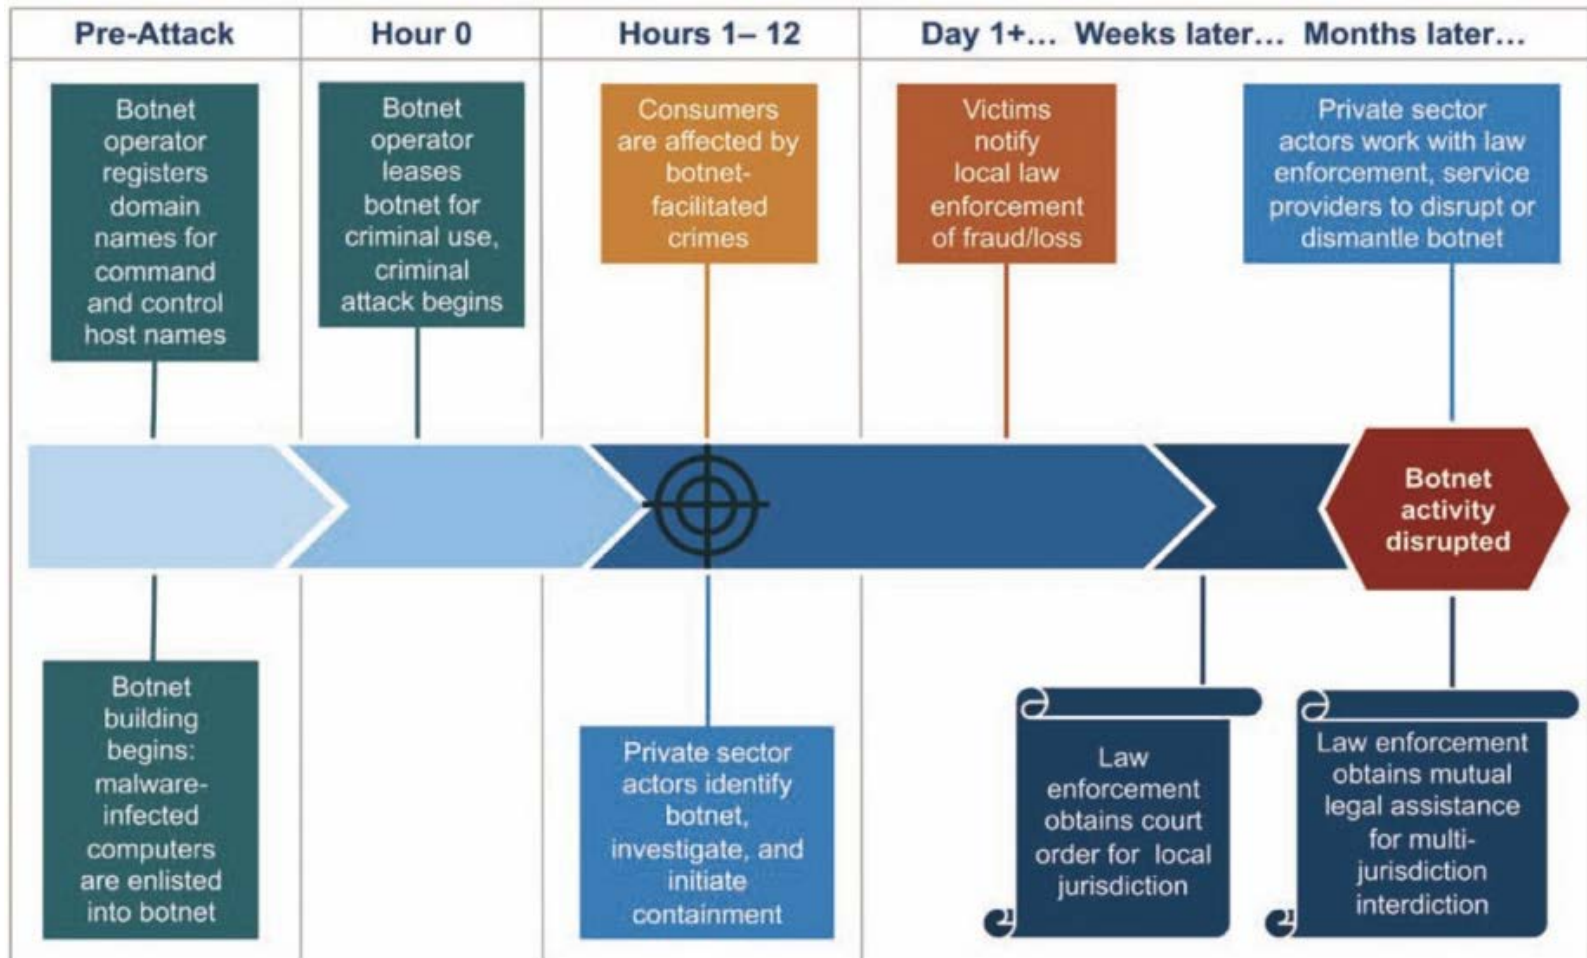 Pre-Attack
Hour 0
Hours 1– 12
Day 1+... Weeks later... Months later...
Botnet
operator
registers
domain
names for
command
and control
host names
Botnet
operator
leases
botnet for
criminal use,
criminal
attack begins
Consumers
are affected by
botnet-
facilitated
crimes
Victims
notify
local law
enforcement
of fraud/loss
Private sector
actors work with law
enforcement, service
providers to disrupt or
dismantle botnet
Botnet
activity
disrupted
Botnet
building
begins:
malware-
infected
computers
are enlisted
into botnet
Private sector
actors identify
botnet,
investigate, and
initiate
containment
Law
enforcement
obtains court
order for local
jurisdiction
Law enforcement
obtains mutual
legal assistance
for multi-
jurisdiction
interdiction